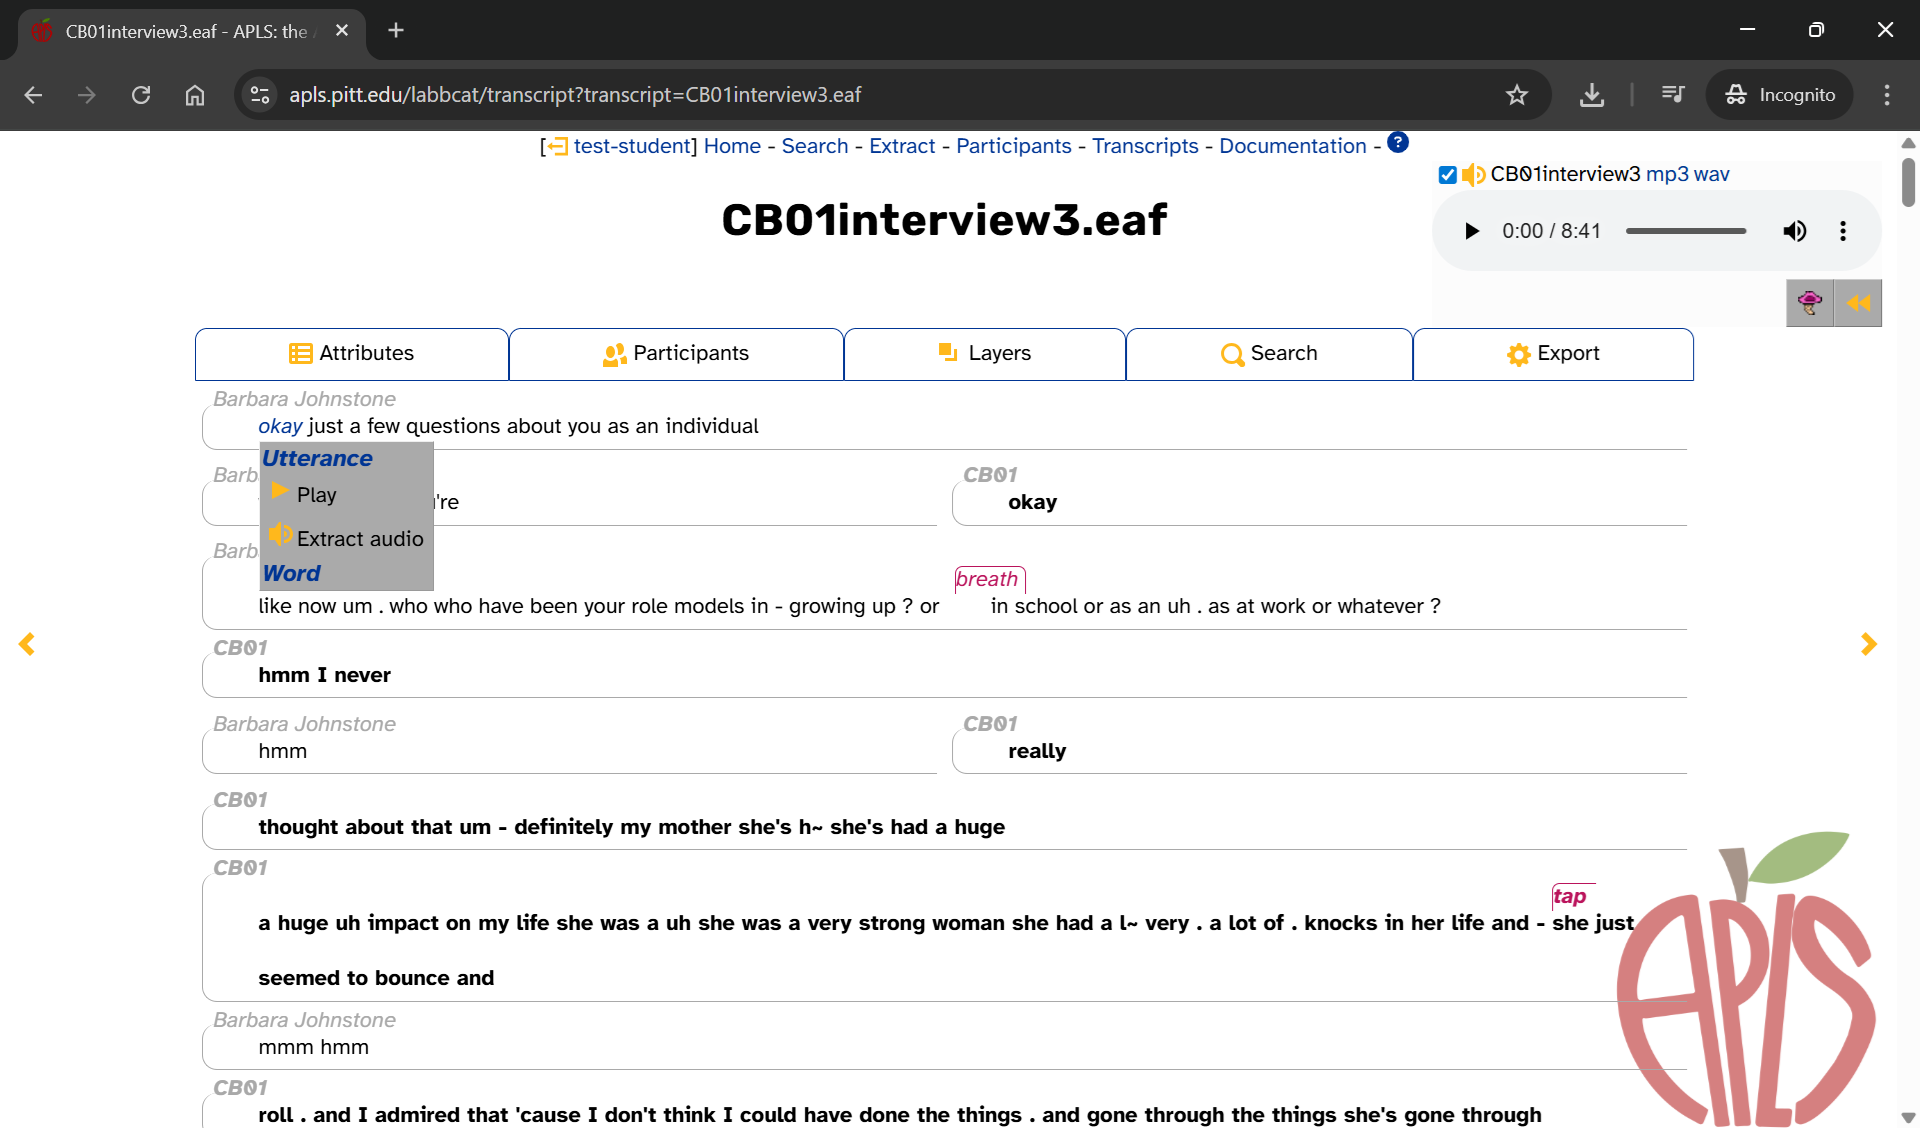 CB01interview3.eaf - APLS: the
apls.pitt.edu/labbcat/transcript?transcript=CB01interview3.eaf
Incognito
[test-student] Home - Search - Extract - Participants - Transcripts - Documentation - ?
CB01interview3 mp3 wav
CB01interview3.eaf
0:00 / 8:41
Attributes
Participants
Layers
Search
Export
Barbara Johnstone
okay just a few questions about you as an individual
Utterance
Play
Extract audio
Word
Barb
're
CB01
okay
Barb
breath
like now um . who who have been your role models in - growing up ? or in school or as an uh . as at work or whatever ?
CB01
hmm I never
Barbara Johnstone
hmm
CB01
really
CB01
thought about that um - definitely my mother she's h~ she's had a huge
CB01
tap
a huge uh impact on my life she was a uh she was a very strong woman she had a l~ very . a lot of . knocks in her life and - she just
seemed to bounce and
Barbara Johnstone
mmm hmm
CB01
roll . and I admired that 'cause I don't think I could have done the things . and gone through the things she's gone through
APLS